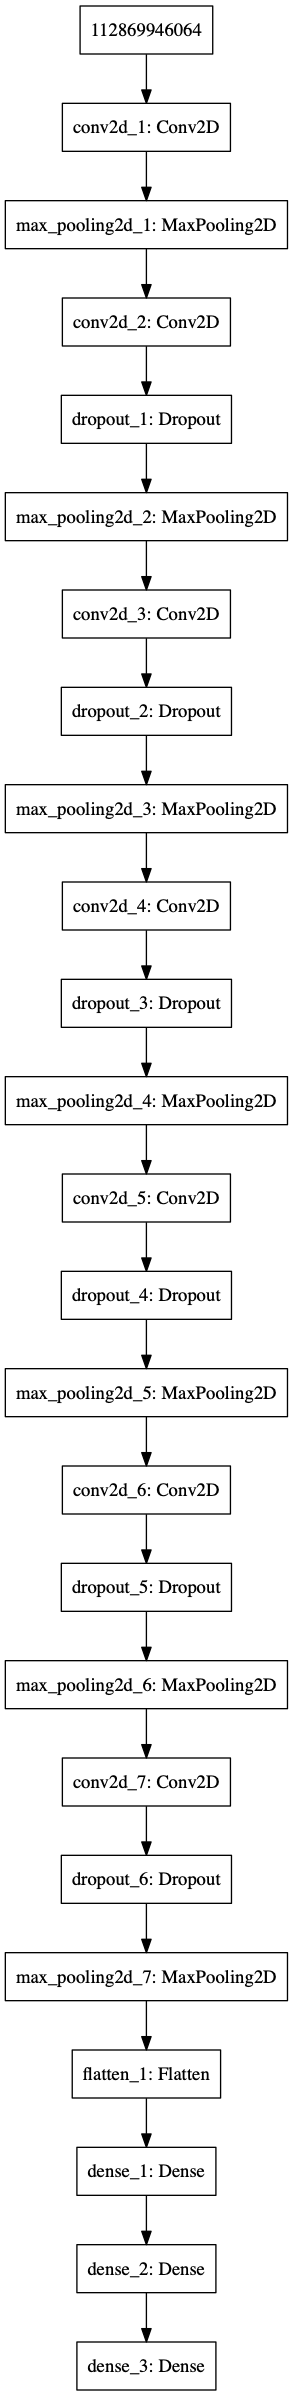 112869946064
conv2d_1: Conv2D
max_pooling2d_1: MaxPooling2D
conv2d_2: Conv2D
dropout_1: Dropout
max_pooling2d_2: MaxPooling2D
conv2d_3: Conv2D
dropout_2: Dropout
max_pooling2d_3: MaxPooling2D
conv2d_4: Conv2D
dropout_3: Dropout
max_pooling2d_4: MaxPooling2D
conv2d_5: Conv2D
dropout_4: Dropout
max_pooling2d_5: MaxPooling2D
conv2d_6: Conv2D
dropout_5: Dropout
max_pooling2d_6: MaxPooling2D
conv2d_7: Conv2D
dropout_6: Dropout
max_pooling2d_7: MaxPooling2D
flatten_1: Flatten
dense_1: Dense
dense_2: Dense
dense_3: Dense